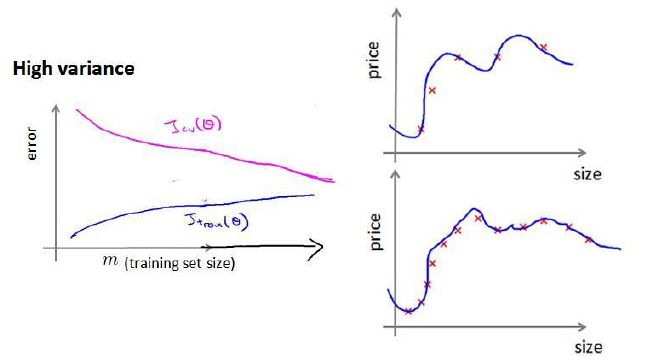 High variance
error
J_cv(θ)
J_train(θ)
m (training set size)
price
size
price
size